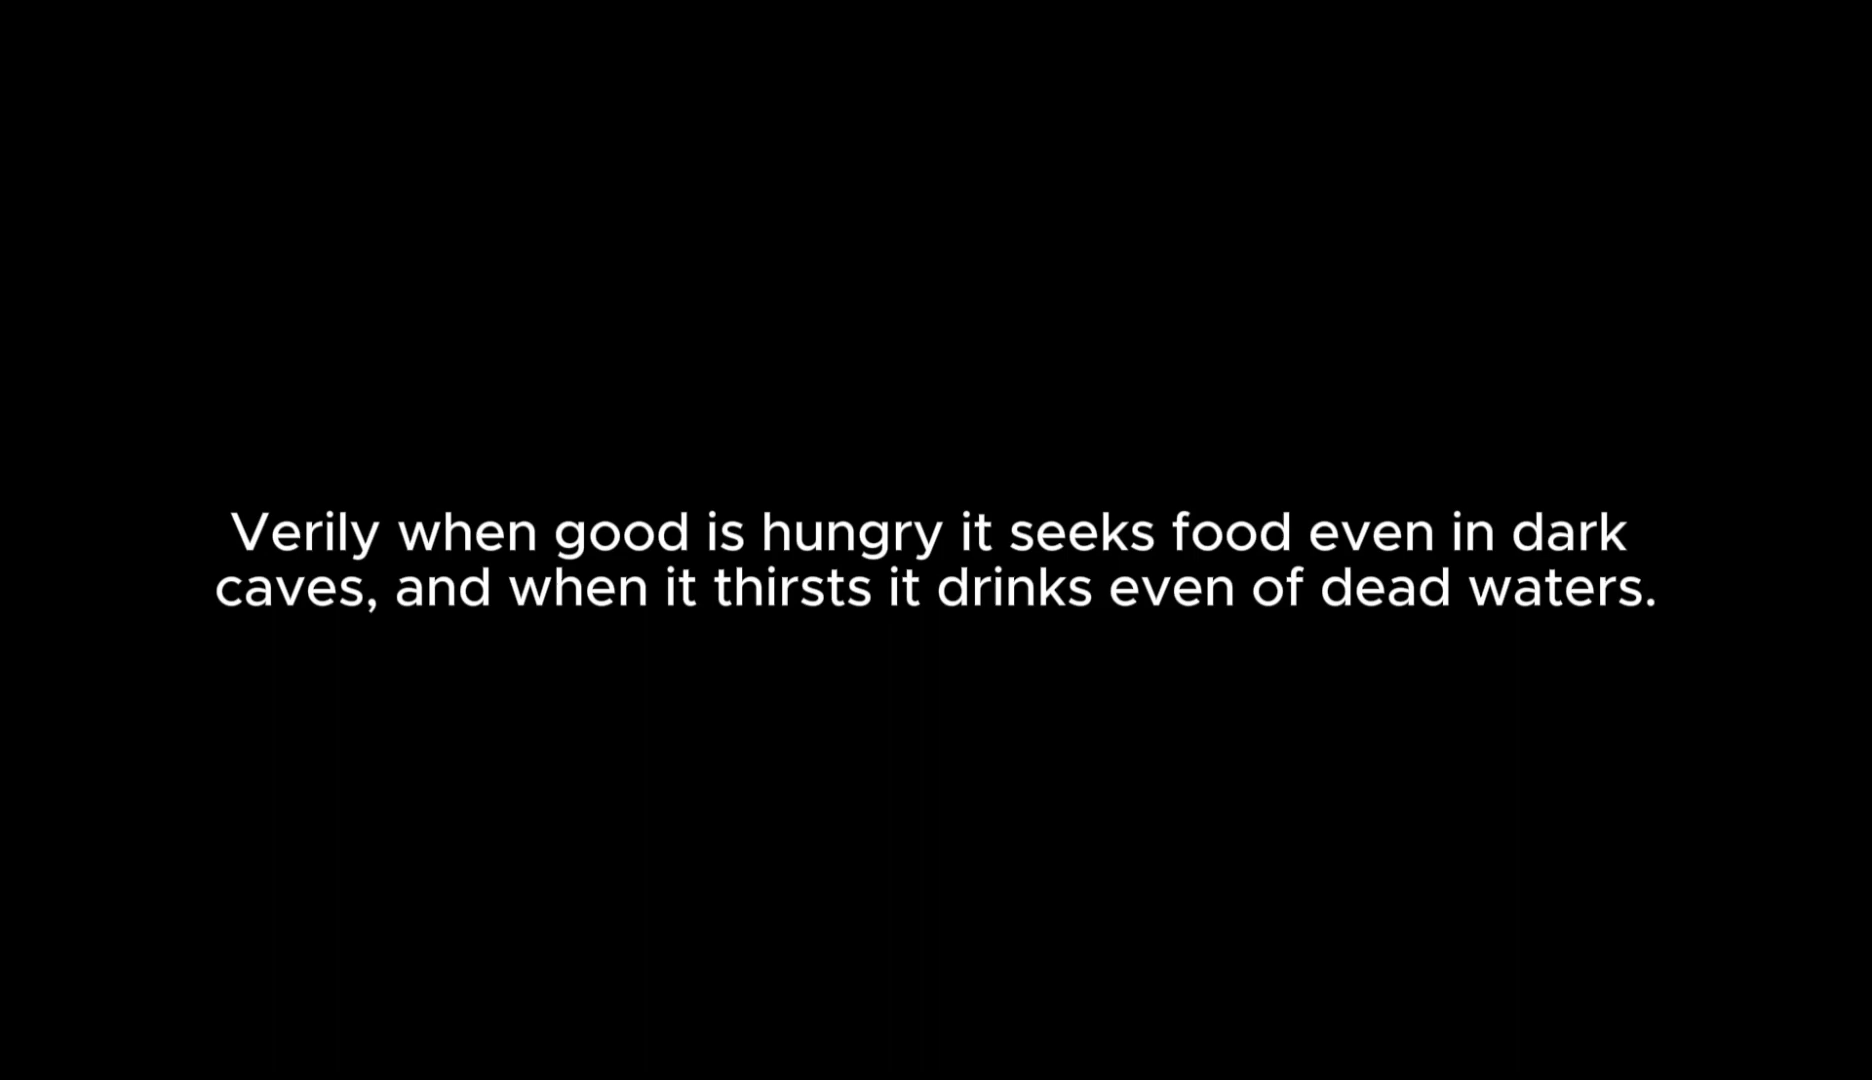 Verily when good is hungry it seeks food even in dark
caves, and when it thirsts it drinks even of dead waters.